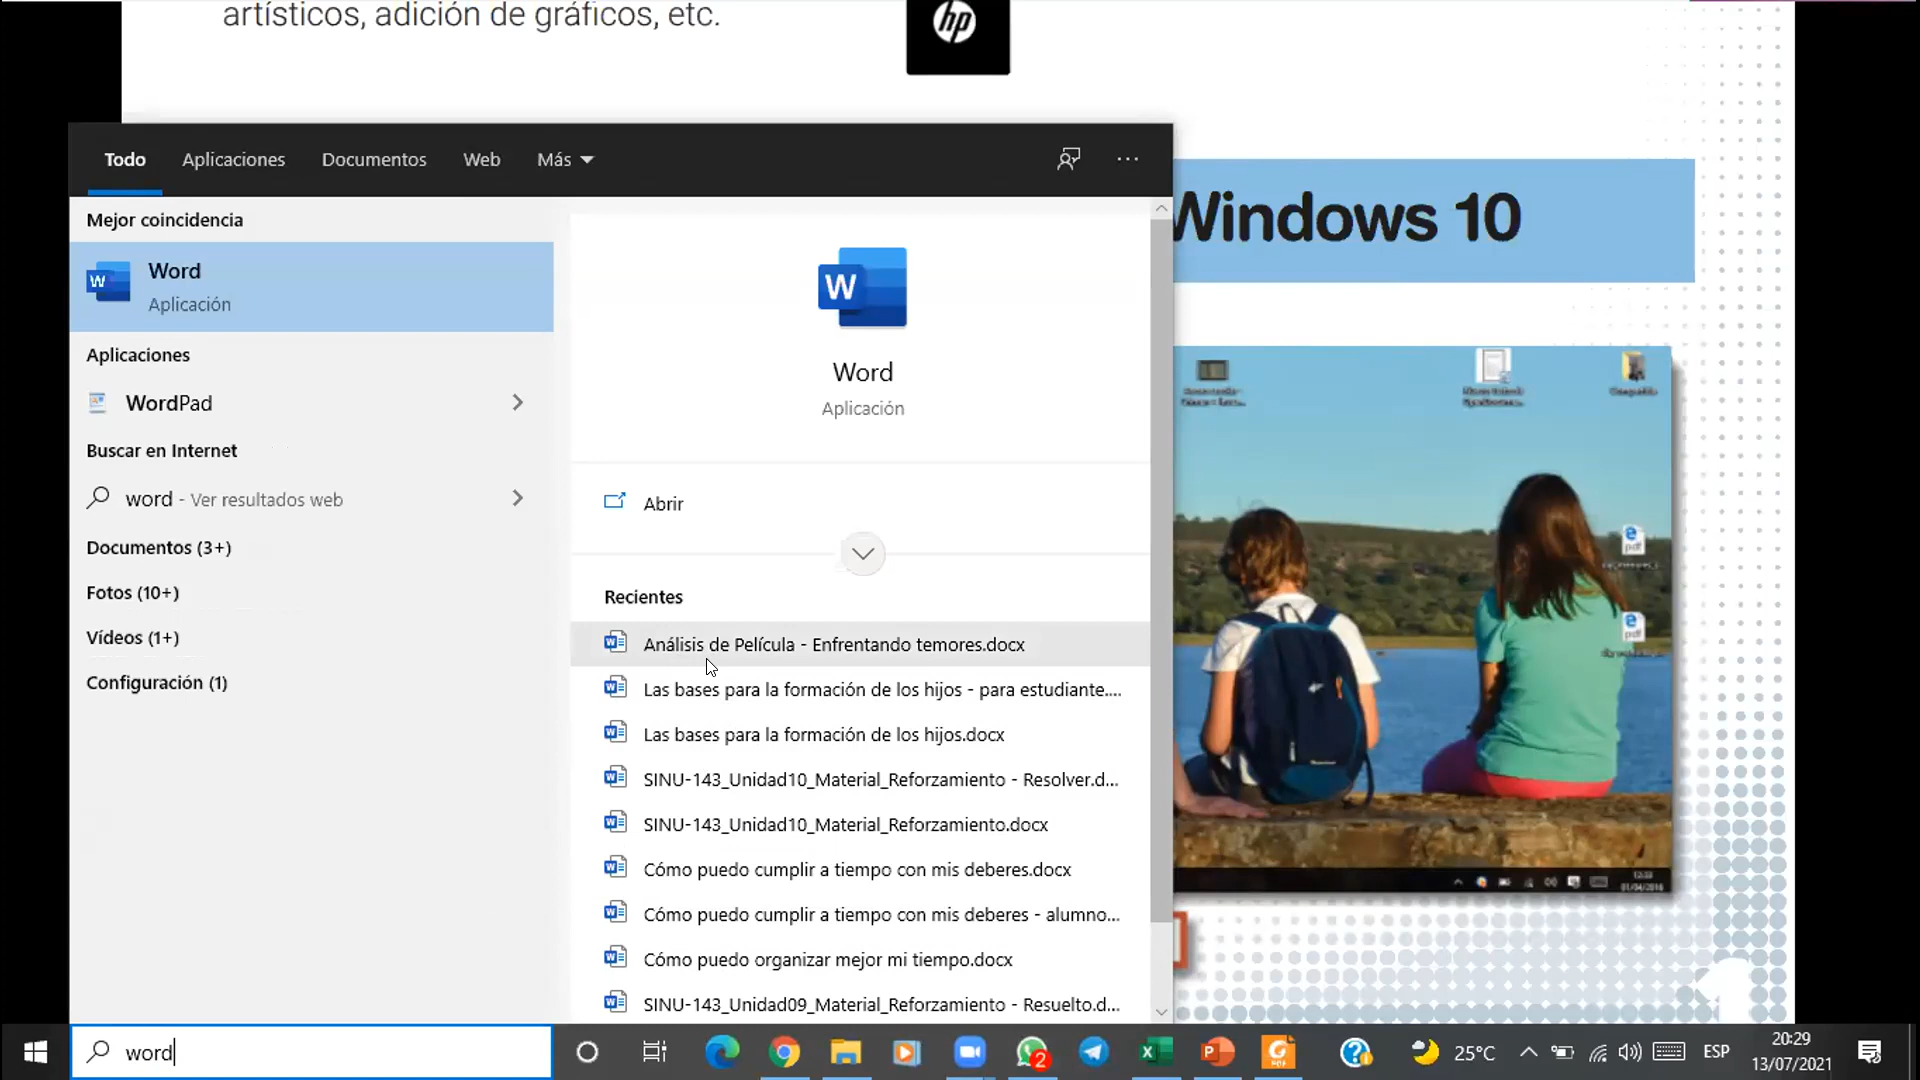 artísticos, adición de gráficos, etc.
hp
Windows 10
Todo
Aplicaciones
Documentos
Web
Más
Mejor coincidencia
Word
Aplicación
Aplicaciones
WordPad
Buscar en Internet
word - Ver resultados web
Documentos (3+)
Fotos (10+)
Vídeos (1+)
Configuración (1)
W
Word
Aplicación
Abrir
Recientes
Análisis de Película - Enfrentando temores.docx
Las bases para la formación de los hijos - para estudiante....
Las bases para la formación de los hijos.docx
SINU-143_Unidad10_Material_Reforzamiento - Resolver.d...
SINU-143_Unidad10_Material_Reforzamiento.docx
Cómo puedo cumplir a tiempo con mis deberes.docx
Cómo puedo cumplir a tiempo con mis deberes - alumno...
Cómo puedo organizar mejor mi tiempo.docx
SINU-143_Unidad09_Material_Reforzamiento - Resuelto.d...
pdf
pdf
1
word
2
25°C
ESP
20:29
13/07/2021